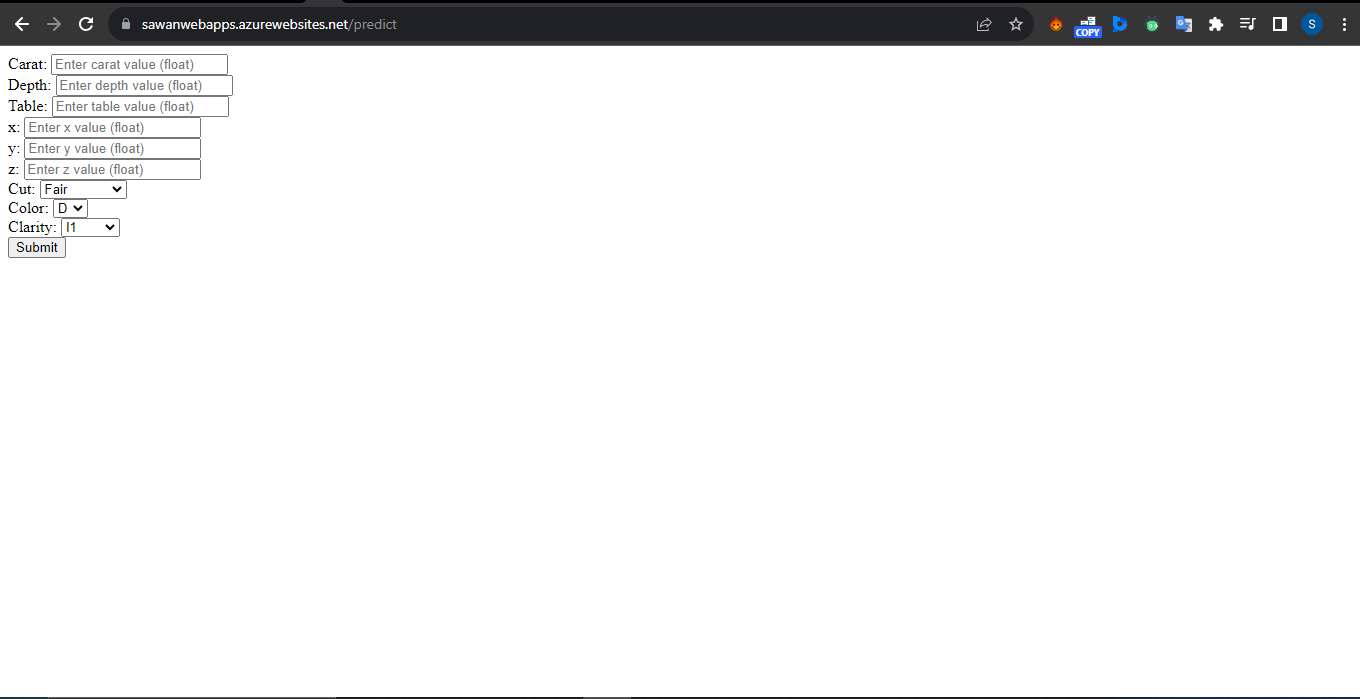 sawanwebapps.azurewebsites.net/predict
COPY
G
S
Carat: Enter carat value (float)
Depth: Enter depth value (float)
Table: Enter table value (float)
x: Enter x value (float)
y: Enter y value (float)
z: Enter z value (float)
Cut: Fair
Color: D
Clarity: I1
Submit